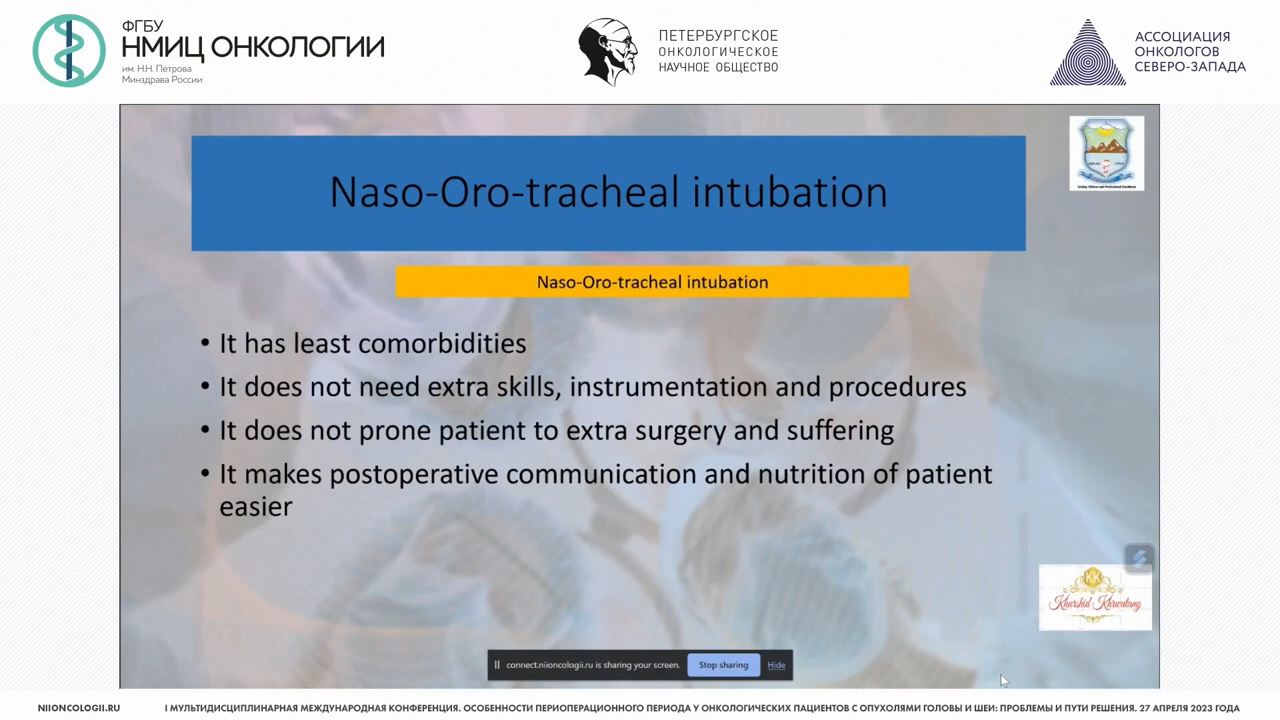 ФГБУ
НМИЦ ОНКОЛОГИИ
им. Н.Н. Петрова
Минздрава России
ПЕТЕРБУРГСКОЕ
ОНКОЛОГИЧЕСКОЕ
НАУЧНОЕ ОБЩЕСТВО
АССОЦИАЦИЯ
ОНКОЛОГОВ
СЕВЕРО-ЗАПАДА
Naso-Oro-tracheal intubation
Naso-Oro-tracheal intubation
• It has least comorbidities
• It does not need extra skills, instrumentation and procedures
• It does not prone patient to extra surgery and suffering
• It makes postoperative communication and nutrition of patient
easier
KK
Khurshid Khrwatany
connect.niioncologii.ru is sharing your screen. Stop sharing Hide
NIIONCOLOGII.RU
I МУЛЬТИДИСЦИПЛИНАРНАЯ МЕЖДУНАРОДНАЯ КОНФЕРЕНЦИЯ. ОСОБЕННОСТИ ПЕРИОПЕРАЦИОННОГО ПЕРИОДА У ОНКОЛОГИЧЕСКИХ ПАЦИЕНТОВ С ОПУХОЛЯМИ ГОЛОВЫ И ШЕИ: ПРОБЛЕМЫ И ПУТИ РЕШЕНИЯ. 27 АПРЕЛЯ 2023 ГОДА